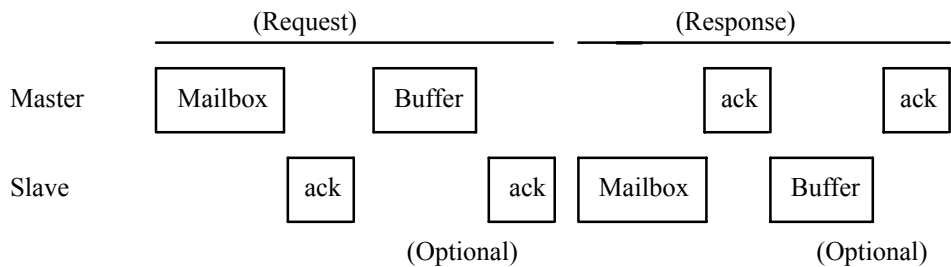 (Request) (Response)
Master Mailbox Buffer ack ack
Slave ack ack Mailbox Buffer
(Optional) (Optional)